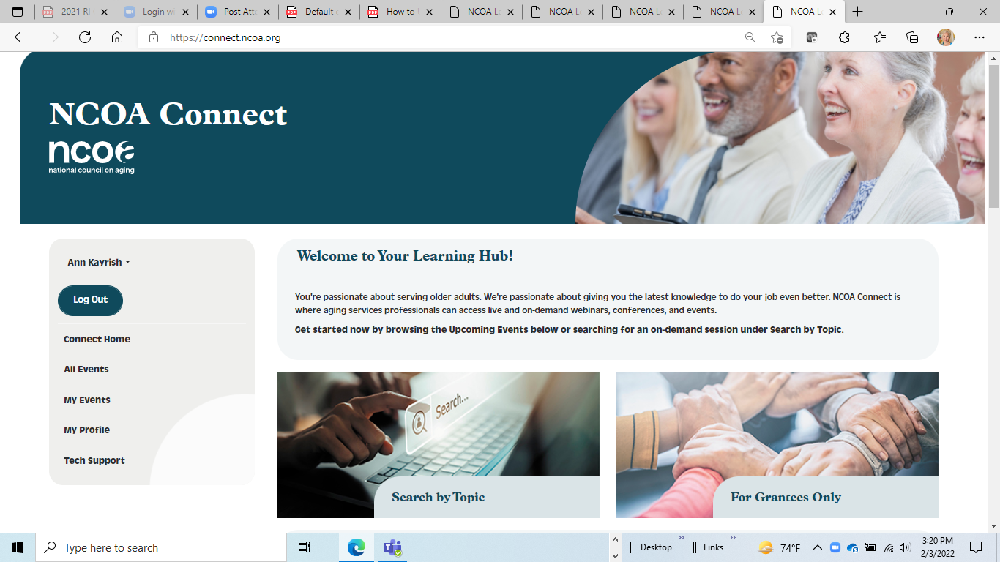 2021 RI
Login w
Post Atte
Default
How to
NCOA Le
NCOA Le
NCOA Le
NCOA Le
NCOA Le
https://connect.ncoa.org
NCOA Connect
ncoa
national council on aging
Ann Kayrish
Log Out
Connect Home
All Events
My Events
My Profile
Tech Support
Welcome to Your Learning Hub!
You're passionate about serving older adults. We're passionate about giving you the latest knowledge to do your job even better. NCOA Connect is
where aging services professionals can access live and on-demand webinars, conferences, and events.
Get started now by browsing the Upcoming Events below or searching for an on-demand session under Search by Topic.
Search...
Search by Topic
For Grantees Only
Type here to search
Desktop
Links
74°F
3:20 PM
2/3/2022